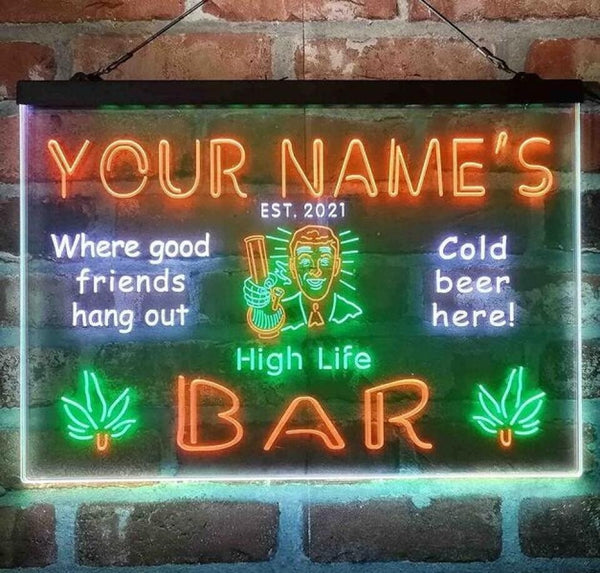 YOUR NAME'S
EST. 2021
Where good
friends
hang out
Cold
beer
here!
High Life
BAR